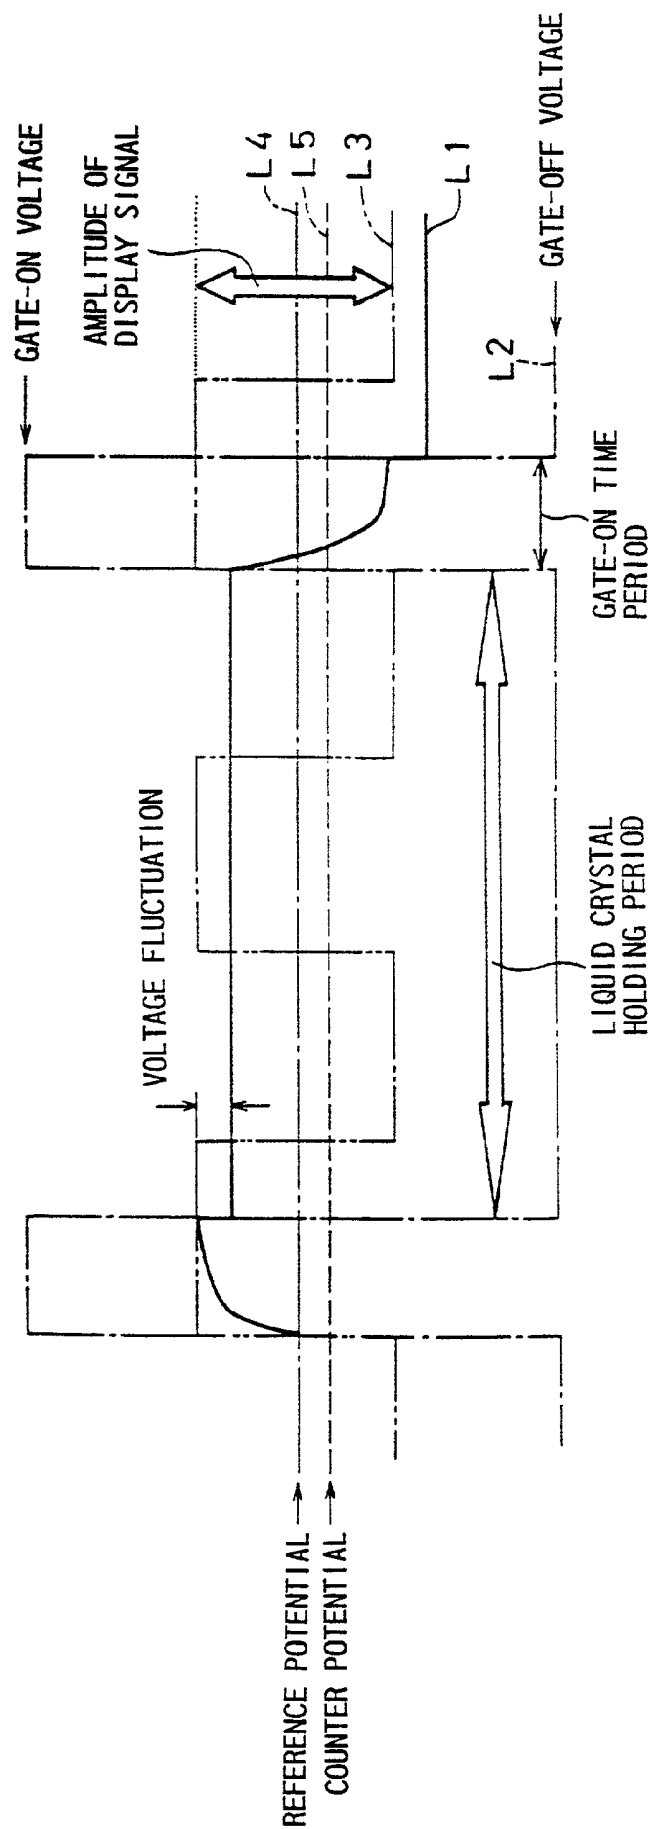 GATE-ON VOLTAGE
AMPLITUDE OF
DISPLAY SIGNAL
L4
L5
L3
L1
L2
GATE-OFF VOLTAGE
GATE-ON TIME
PERIOD
VOLTAGE FLUCTUATION
LIQUID CRYSTAL
HOLDING PERIOD
REFERENCE POTENTIAL
COUNTER POTENTIAL